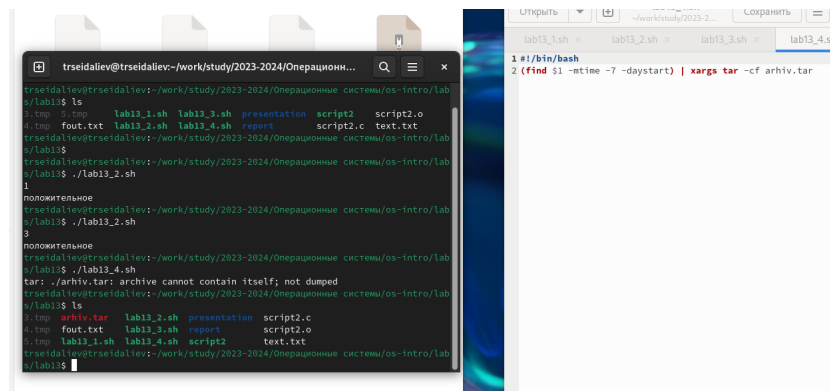 Открыть
~/work/study/2023-2...
Сохранить
lab13_1.sh
lab13_2.sh
lab13_3.sh
lab13_4.s
1 #!/bin/bash
2 (find $1 -mtime -7 -daystart) | xargs tar -cf arhiv.tar
trseidaliev@trseidaliev:~/work/study/2023-2024/Операционн...
trseidaliev@trseidaliev:~/work/study/2023-2024/Операционные системы/os-intro/lab
s/lab13$ ls
3.tmp 5.tmp lab13_1.sh lab13_3.sh presentation script2 script2.o
4.tmp fout.txt lab13_2.sh lab13_4.sh report script2.c text.txt
trseidaliev@trseidaliev:~/work/study/2023-2024/Операционные системы/os-intro/lab
s/lab13$
trseidaliev@trseidaliev:~/work/study/2023-2024/Операционные системы/os-intro/lab
s/lab13$ ./lab13_2.sh
1
положительное
trseidaliev@trseidaliev:~/work/study/2023-2024/Операционные системы/os-intro/lab
s/lab13$ ./lab13_2.sh
3
положительное
trseidaliev@trseidaliev:~/work/study/2023-2024/Операционные системы/os-intro/lab
s/lab13$ ./lab13_4.sh
tar: ./arhiv.tar: archive cannot contain itself; not dumped
trseidaliev@trseidaliev:~/work/study/2023-2024/Операционные системы/os-intro/lab
s/lab13$ ls
3.tmp arhiv.tar lab13_2.sh presentation script2.c
4.tmp fout.txt lab13_3.sh report script2.o
5.tmp lab13_1.sh lab13_4.sh script2 text.txt
trseidaliev@trseidaliev:~/work/study/2023-2024/Операционные системы/os-intro/lab
s/lab13$